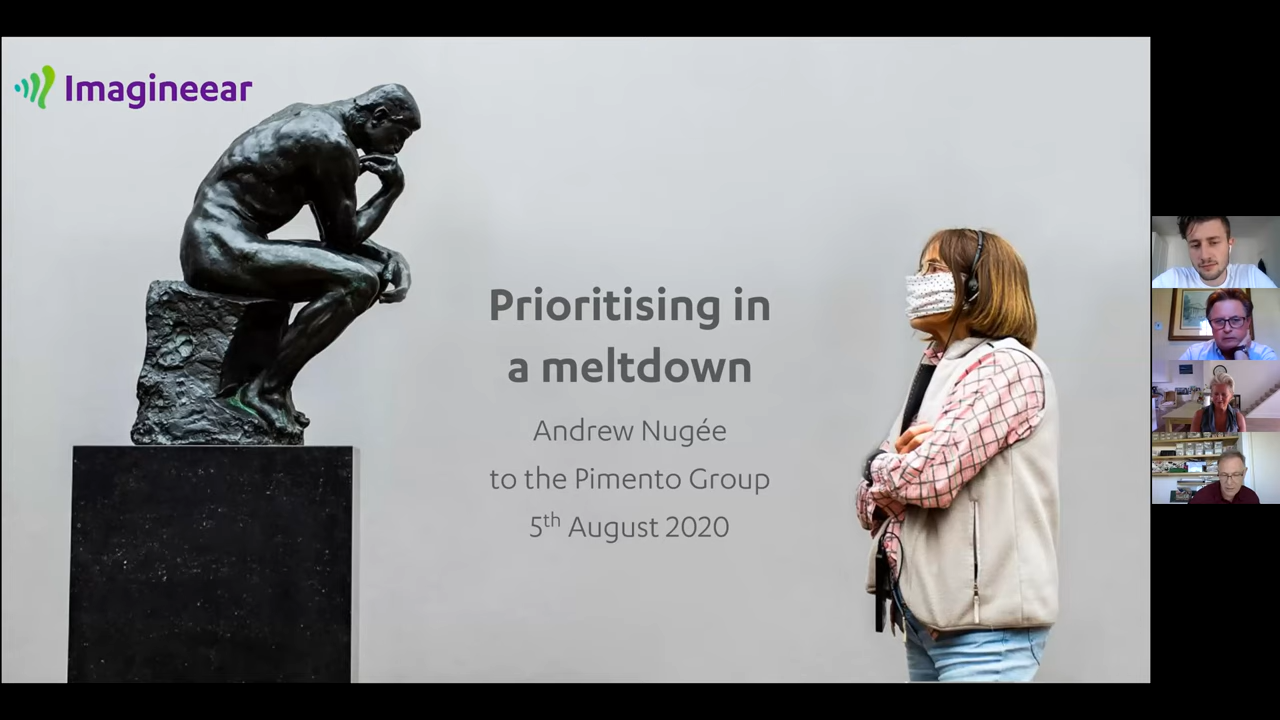 Imagineear
Prioritising in
a meltdown
Andrew Nugée
to the Pimento Group
5th August 2020